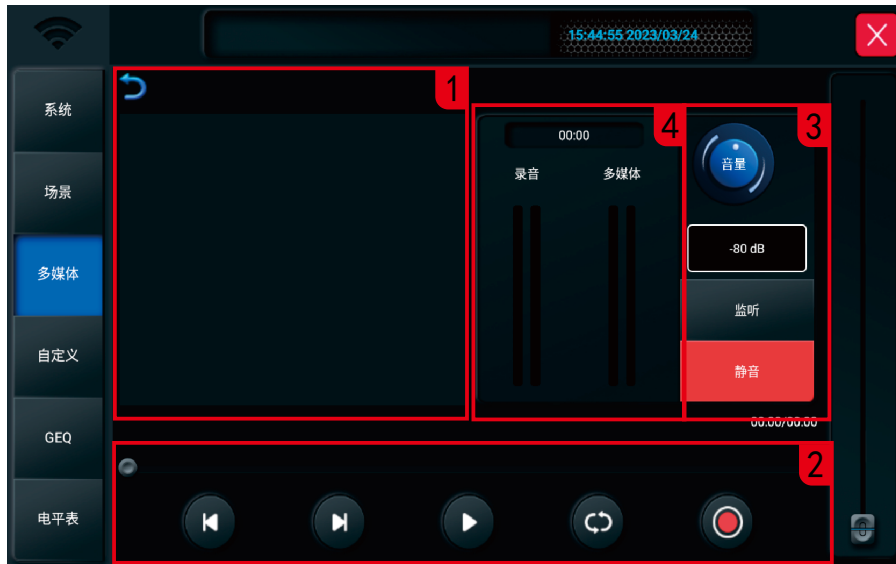 15:44:55 2023/03/24
系统
场景
多媒体
自定义
GEQ
电平表
1
4
3
00:00
录音
多媒体
音量
-80 dB
监听
静音
00:00/00:00
2